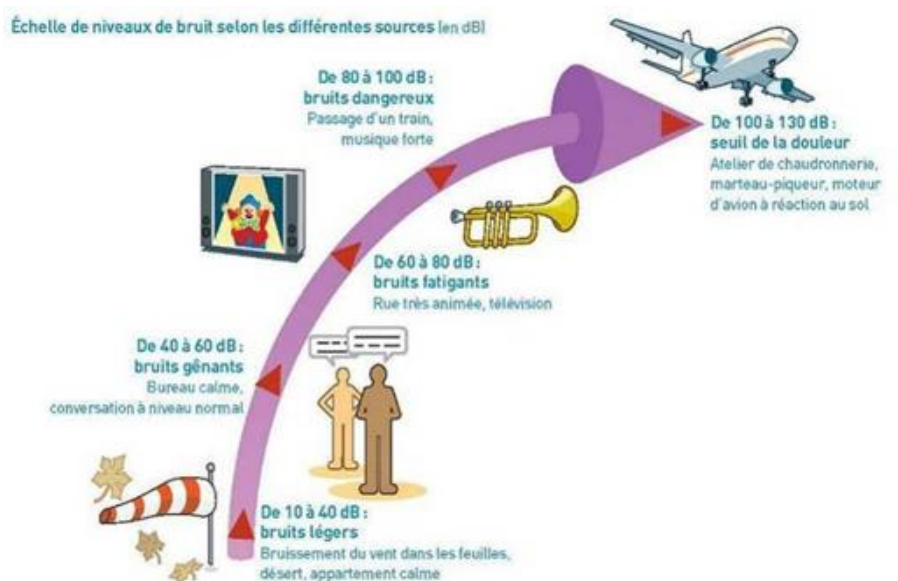 Échelle de niveaux de bruit selon les différentes sources (en dB)
De 80 à 100 dB :
bruits dangereux
Passage d'un train,
musique forte
De 100 à 130 dB :
seuil de la douleur
Atelier de chaudronnerie,
marteau-piqueur, moteur
d'avion à réaction au sol
De 60 à 80 dB :
bruits fatigants
Rue très animée, télévision
De 40 à 60 dB :
bruits gênants
Bureau calme,
conversation à niveau normal
De 10 à 40 dB :
bruits légers
Bruissement du vent dans les feuilles,
désert, appartement calme